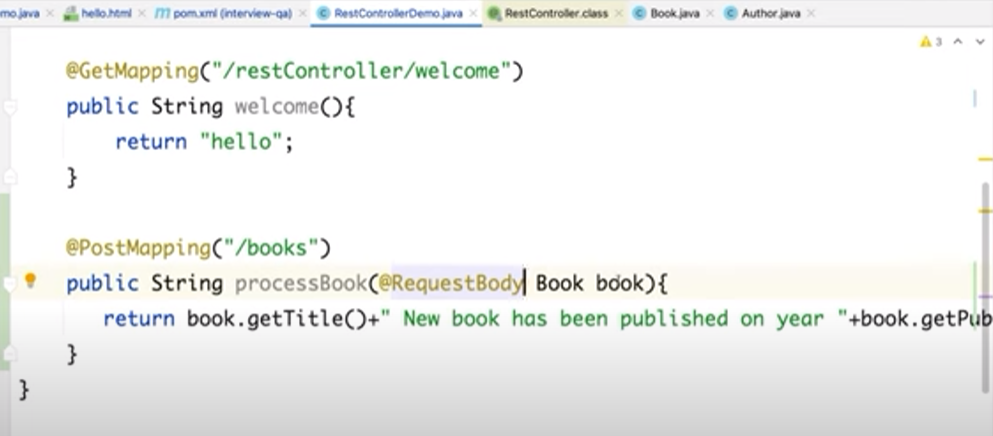 mo.java hello.html pom.xml (interview-qa) RestControllerDemo.java RestController.class Book.java Author.java
3
@GetMapping("/restController/welcome")
public String welcome(){
return "hello";
}
@PostMapping("/books")
public String processBook(@RequestBody Book book){
return book.getTitle()+" New book has been published on year "+book.getPub
}
}